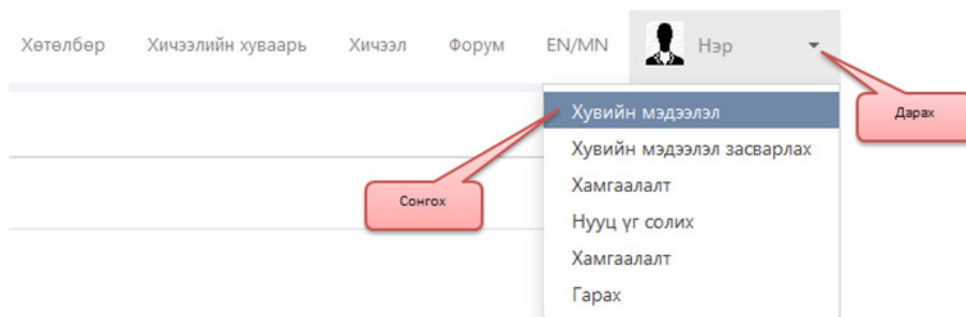 Хөтөлбөр Хичээлийн хуваарь Хичээл Форум EN/MN Нэр
Хувийн мэдээлэл
Дарах
Хувийн мэдээлэл засварлах
Хамгаалалт
Сонгох
Нууц үг солих
Хамгаалалт
Гарах